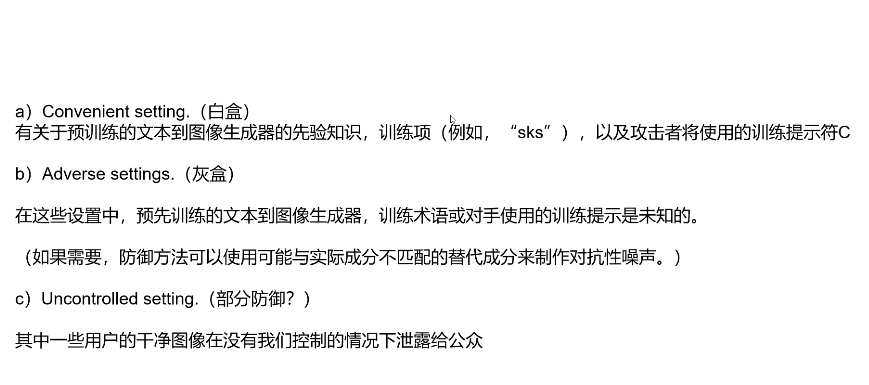 a）Convenient setting.（白盒）
有关于预训练的文本到图像生成器的先验知识，训练项（例如，“sks”），以及攻击者将使用的训练提示符C
b）Adverse settings.（灰盒）
在这些设置中，预先训练的文本到图像生成器，训练术语或对手使用的训练提示是未知的。
（如果需要，防御方法可以使用可能与实际成分不匹配的替代成分来制作对抗性噪声。）
c）Uncontrolled setting.（部分防御？）
其中一些用户的干净图像在没有我们控制的情况下泄露给公众